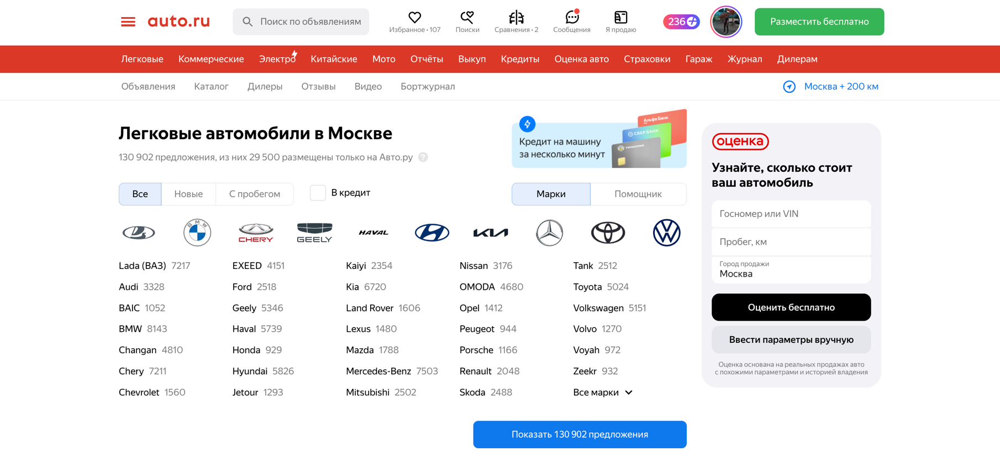 auto.ru
Поиск по объявлениям
Избранное • 107
Поиски
Сравнения • 2
Сообщения
Я продаю
236
Разместить бесплатно
Легковые
Коммерческие
Электро
Китайские
Мото
Отчёты
Выкуп
Кредиты
Оценка авто
Страховки
Гараж
Журнал
Дилерам
Объявления
Каталог
Дилеры
Отзывы
Видео
Бортжурнал
Москва + 200 км
Легковые автомобили в Москве
130 902 предложения, из них 29 500 размещены только на Авто.ру ?
Кредит на машину
за несколько минут
Альфа Банк
СБЕР БАНК
ТИНЬКОФФ
Все
Новые
С пробегом
В кредит
Марки
Помощник
BMW
CHERY
GEELY
HAVAL
KIA
Lada (ВАЗ) 7217
Audi 3328
BAIC 1052
BMW 8143
Changan 4810
Chery 7211
Chevrolet 1560
EXEED 4151
Ford 2518
Geely 5346
Haval 5739
Honda 929
Hyundai 5826
Jetour 1293
Kaiyi 2354
Kia 6720
Land Rover 1606
Lexus 1480
Mazda 1788
Mercedes-Benz 7503
Mitsubishi 2502
Nissan 3176
OMODA 4680
Opel 1412
Peugeot 944
Porsche 1166
Renault 2048
Skoda 2488
Tank 2512
Toyota 5024
Volkswagen 5151
Volvo 1270
Voyah 972
Zeekr 932
Все марки
Показать 130 902 предложения
оценка
Узнайте, сколько стоит
ваш автомобиль
Госномер или VIN
Пробег, км
Город продажи
Москва
Оценить бесплатно
Ввести параметры вручную
Оценка основана на реальных продажах авто
с похожими параметрами и историей владения